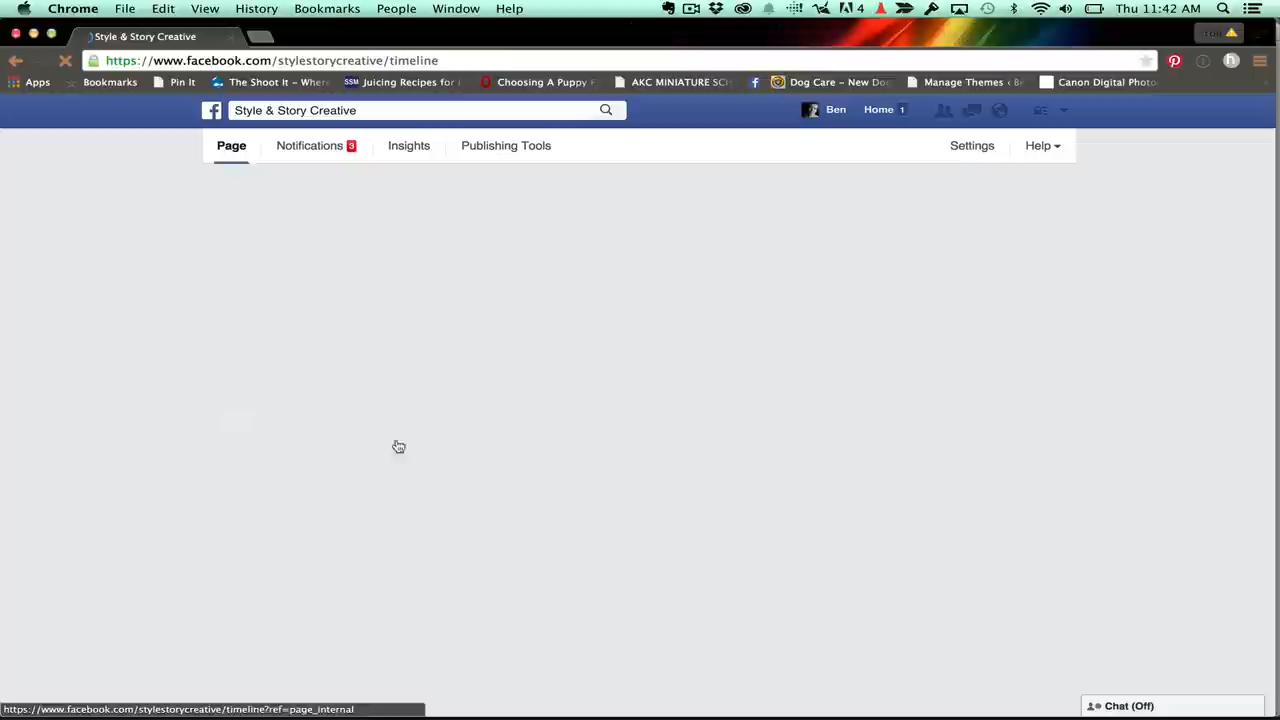 Chrome File Edit View History Bookmarks People Window Help 4 Thu 11:42 AM
Style & Story Creative
https://www.facebook.com/stylestorycreative/timeline
Apps Bookmarks Pin It The Shoot It – Where Juicing Recipes for Choosing A Puppy AKC MINIATURE SCH Dog Care – New Do Manage Themes ‹ B Canon Digital Photo
Style & Story Creative Ben Home 1
Page Notifications 3 Insights Publishing Tools Settings Help
https://www.facebook.com/stylestorycreative/timeline?ref=page_internal
Chat (Off)